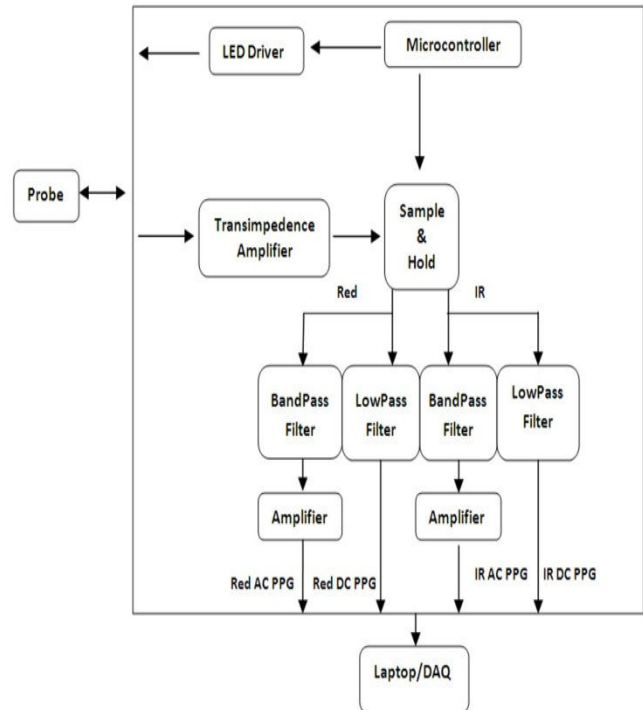 LED Driver
Microcontroller
Probe
Transimpedence
Amplifier
Sample
&
Hold
Red
IR
BandPass
Filter
LowPass
Filter
BandPass
Filter
LowPass
Filter
Amplifier
Amplifier
Red AC PPG
Red DC PPG
IR AC PPG
IR DC PPG
Laptop/DAQ